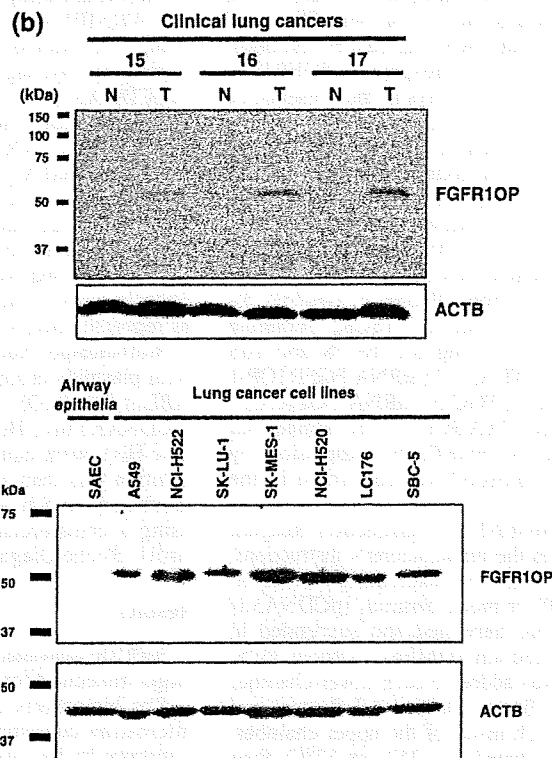 (b)
Clinical lung cancers
15 16 17
(kDa) N T N T N T
150
100
75
50
37
FGFR1OP
ACTB
Airway epithelia
Lung cancer cell lines
SAEC A549 NCI-H522 SK-LU-1 SK-MES-1 NCI-H520 LC176 SBC-5
kDa
75
50
37
FGFR1OP
50
37
ACTB